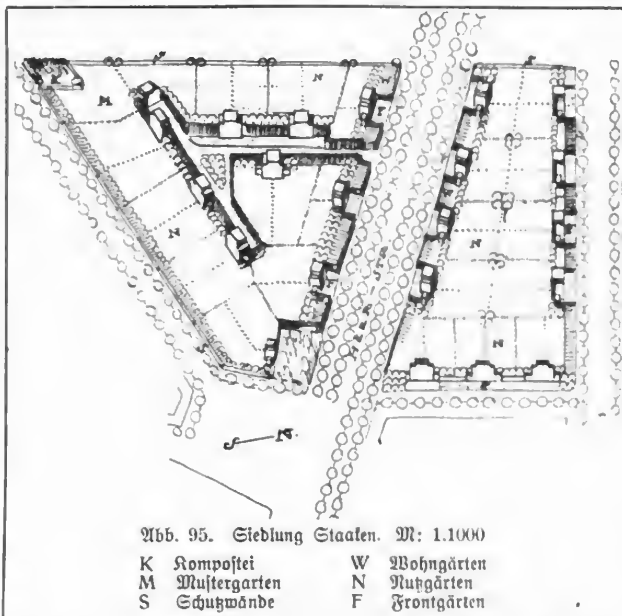 K
M
N
W
F
N
N
N
N
S N
Abb. 95. Siedlung Staaken. M: 1.1000
K Kompostei W Wohngärten
M Mustergarten N Nutzgärten
S Schutzwände F Frontgärten